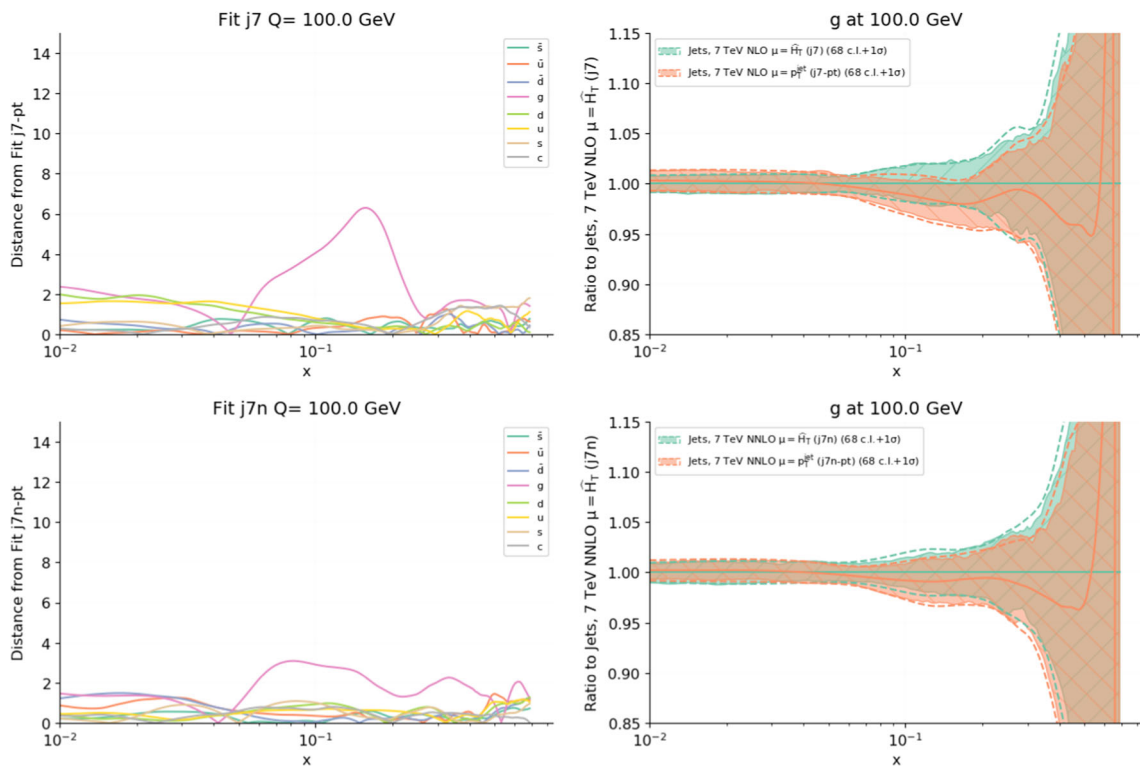 Fit j7 Q= 100.0 GeV
Distance from Fit j7-pt
14
12
10
8
6
4
2
0
10⁻²
10⁻¹
x
s̄
ū
d̄
g
d
u
s
c
g at 100.0 GeV
Ratio to Jets, 7 TeV NLO μ = Ĥ_T (j7)
1.15
1.10
1.05
1.00
0.95
0.90
0.85
10⁻²
10⁻¹
x
Jets, 7 TeV NLO μ = Ĥ_T (j7) (68 c.l.+1σ)
Jets, 7 TeV NLO μ = p_T^jet (j7-pt) (68 c.l.+1σ)
Fit j7n Q= 100.0 GeV
Distance from Fit j7n-pt
14
12
10
8
6
4
2
0
10⁻²
10⁻¹
x
s̄
ū
d̄
g
d
u
s
c
g at 100.0 GeV
Ratio to Jets, 7 TeV NNLO μ = Ĥ_T (j7n)
1.15
1.10
1.05
1.00
0.95
0.90
0.85
10⁻²
10⁻¹
x
Jets, 7 TeV NNLO μ = Ĥ_T (j7n) (68 c.l.+1σ)
Jets, 7 TeV NNLO μ = p_T^jet (j7n-pt) (68 c.l.+1σ)